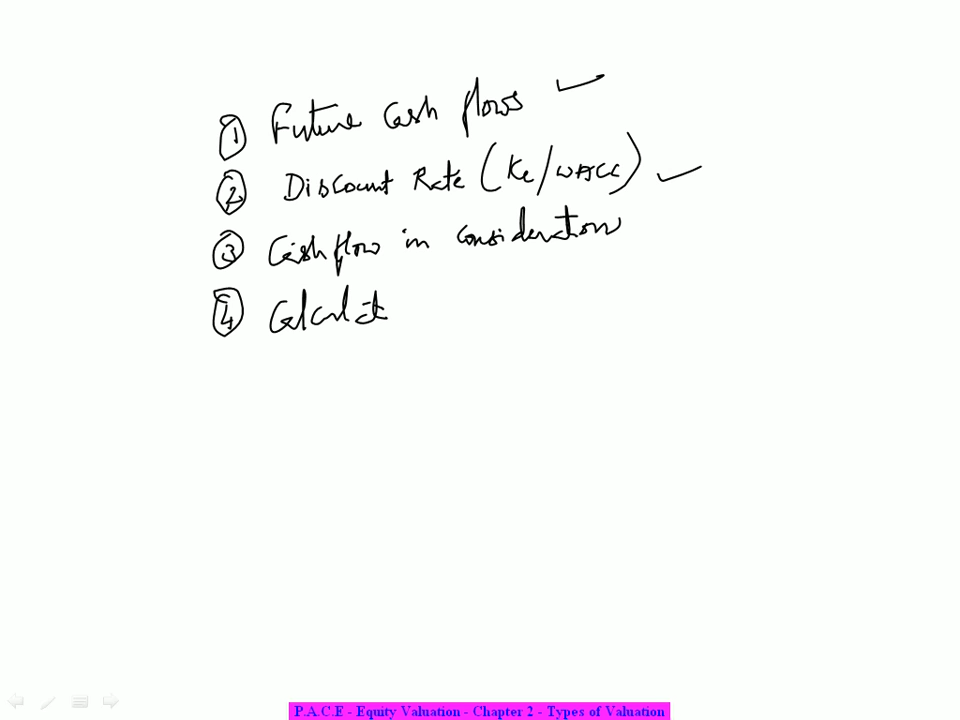 ① Future Cash flows
② Discount Rate (Ke/WACC)
③ Cash flow in consideration
④ Calculat
P.A.C.E - Equity Valuation - Chapter 2 - Types of Valuation